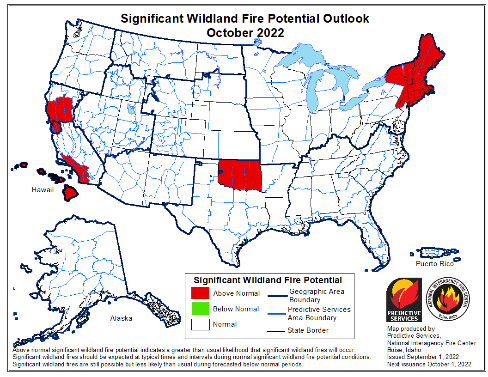 Significant Wildland Fire Potential Outlook
October 2022
Hawaii
Alaska
Puerto Rico
Significant Wildland Fire Potential
Above Normal
Below Normal
Normal
Geographic Area
Boundary
Predictive Services
Area Boundary
State Border
PREDICTIVE
SERVICES
Map produced by
Predictive Services,
National Interagency Fire Center
Boise, Idaho
Issued September 1, 2022
Next issuance October 1, 2022
Above normal significant wildland fire potential indicates a greater than usual likelihood that significant wildland fires will occur.
Significant wildland fires should be expected at typical times and intervals during normal significant wildland fire potential conditions.
Significant wildland fires are still possible but less likely than usual during forecasted below normal periods.